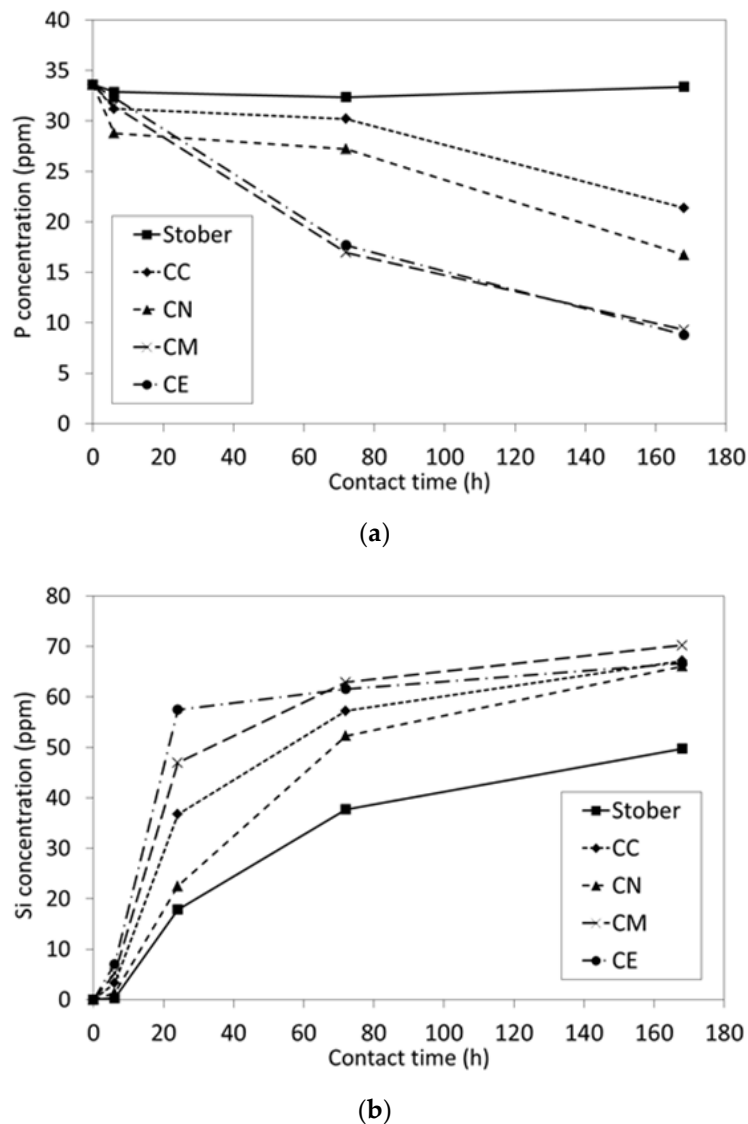 40
35
30
25
20
15
10
5
0
P concentration (ppm)
Stober
CC
CN
CM
CE
0 20 40 60 80 100 120 140 160 180
Contact time (h)
(a)
80
70
60
50
40
30
20
10
0
Si concentration (ppm)
Stober
CC
CN
CM
CE
0 20 40 60 80 100 120 140 160 180
Contact time (h)
(b)